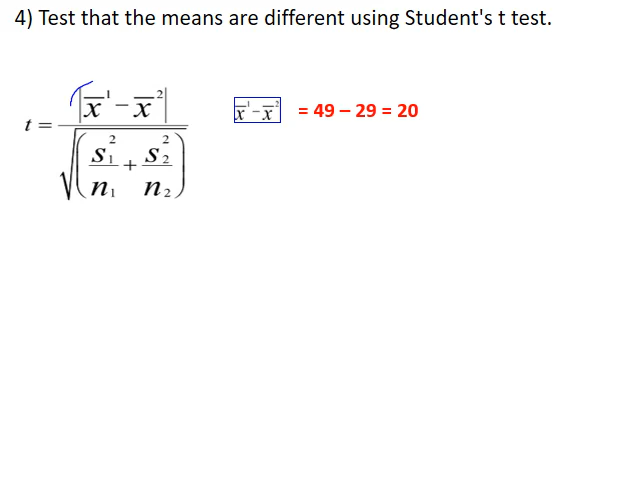 4) Test that the means are different using Student's t test.
t = |x̅¹ − x̅²| / √(s₁²/n₁ + s₂²/n₂)
x̅¹ − x̅² = 49 – 29 = 20